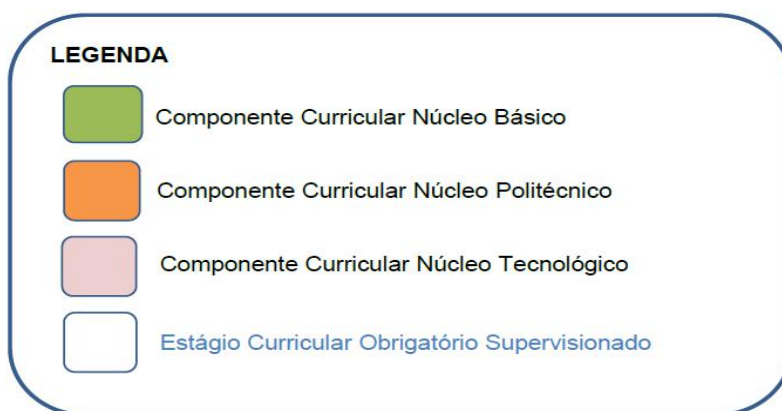 LEGENDA
Componente Curricular Núcleo Básico
Componente Curricular Núcleo Politécnico
Componente Curricular Núcleo Tecnológico
Estágio Curricular Obrigatório Supervisionado